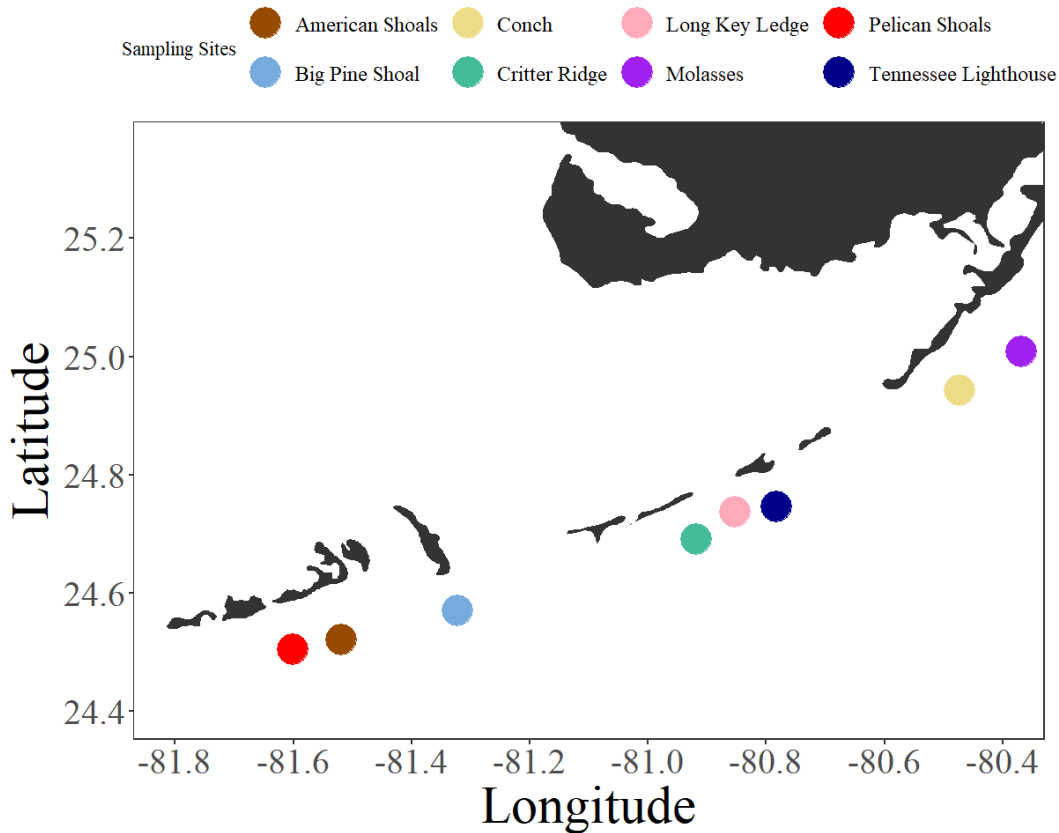 American Shoals Conch Long Key Ledge Pelican Shoals
Sampling Sites
Big Pine Shoal Critter Ridge Molasses Tennessee Lighthouse
25.2
25.0
24.8
24.6
24.4
Latitude
-81.8 -81.6 -81.4 -81.2 -81.0 -80.8 -80.6 -80.4
Longitude